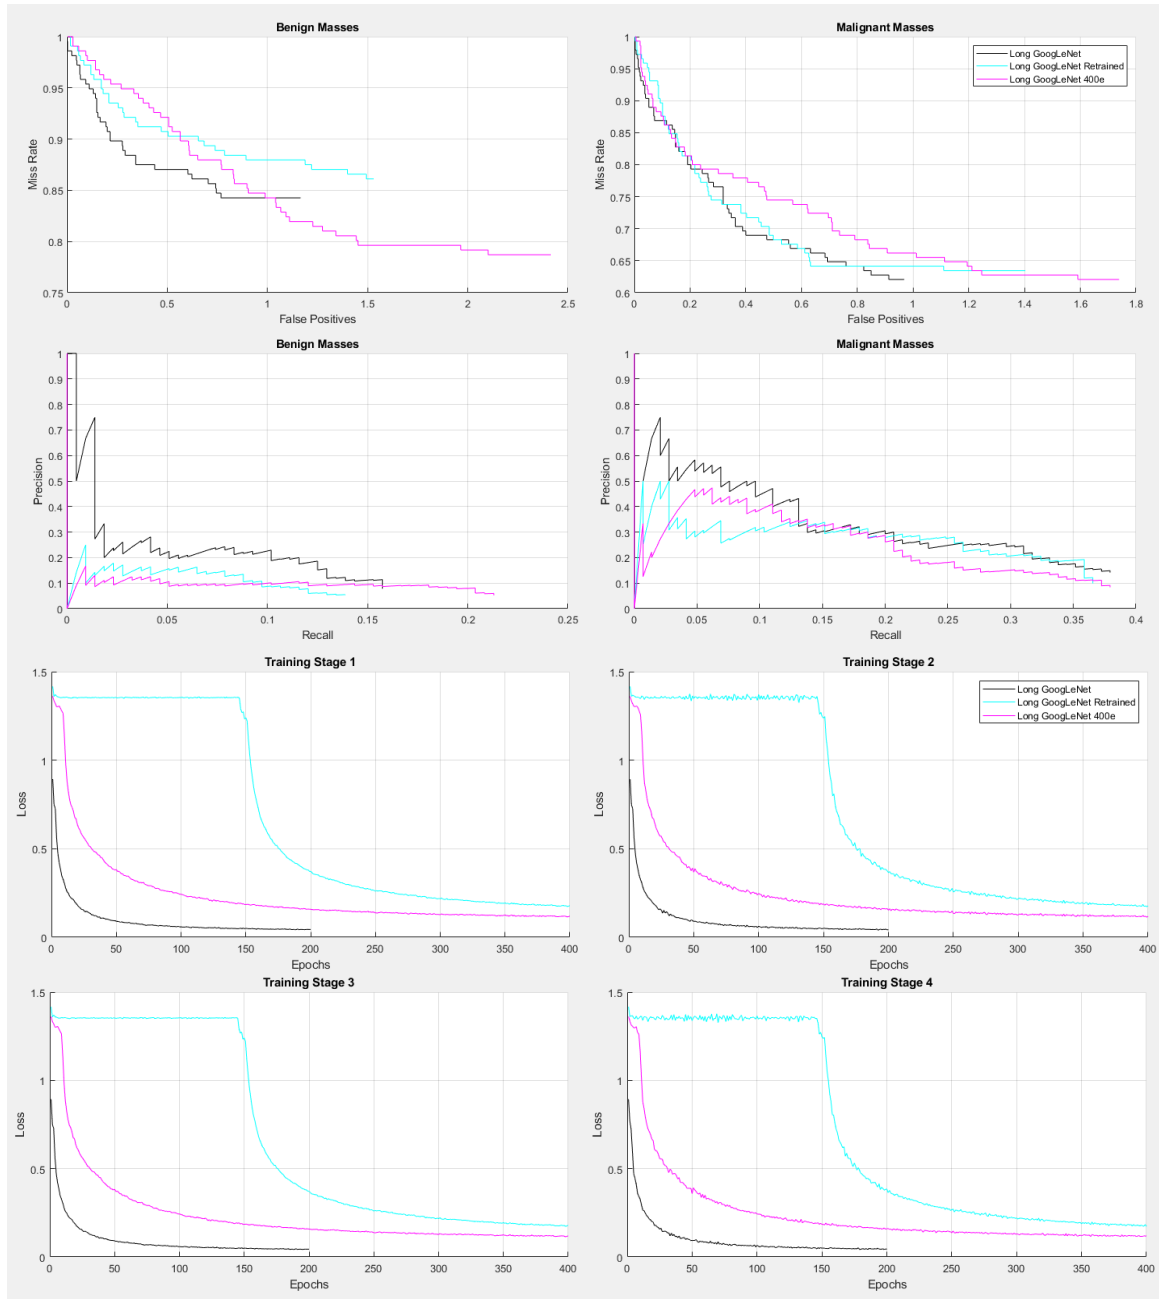 Benign Masses
1
0.95
0.9
0.85
0.8
0.75
Miss Rate
0 0.5 1 1.5 2 2.5
False Positives
Malignant Masses
1
0.95
0.9
0.85
0.8
0.75
0.7
0.65
0.6
Miss Rate
Long GoogLeNet
Long GoogLeNet Retrained
Long GoogLeNet 400e
0 0.2 0.4 0.6 0.8 1 1.2 1.4 1.6 1.8
False Positives
Benign Masses
1
0.9
0.8
0.7
0.6
0.5
0.4
0.3
0.2
0.1
0
Precision
0 0.05 0.1 0.15 0.2 0.25
Recall
Malignant Masses
1
0.9
0.8
0.7
0.6
0.5
0.4
0.3
0.2
0.1
0
Precision
0 0.05 0.1 0.15 0.2 0.25 0.3 0.35 0.4
Recall
Training Stage 1
1.5
1
0.5
0
Loss
0 50 100 150 200 250 300 350 400
Epochs
Training Stage 2
1.5
1
0.5
0
Loss
Long GoogLeNet
Long GoogLeNet Retrained
Long GoogLeNet 400e
0 50 100 150 200 250 300 350 400
Epochs
Training Stage 3
1.5
1
0.5
0
Loss
0 50 100 150 200 250 300 350 400
Epochs
Training Stage 4
1.5
1
0.5
0
Loss
0 50 100 150 200 250 300 350 400
Epochs